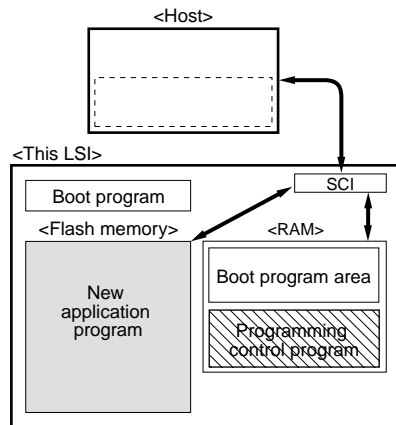 <Host>
<This LSI>
SCI
Boot program
<Flash memory>
<RAM>
New
application
program
Boot program area
Programming
control program